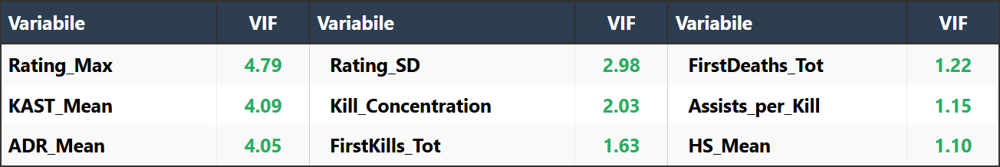 Variabile VIF Variabile VIF Variabile VIF
Rating_Max 4.79 Rating_SD 2.98 FirstDeaths_Tot 1.22
KAST_Mean 4.09 Kill_Concentration 2.03 Assists_per_Kill 1.15
ADR_Mean 4.05 FirstKills_Tot 1.63 HS_Mean 1.10